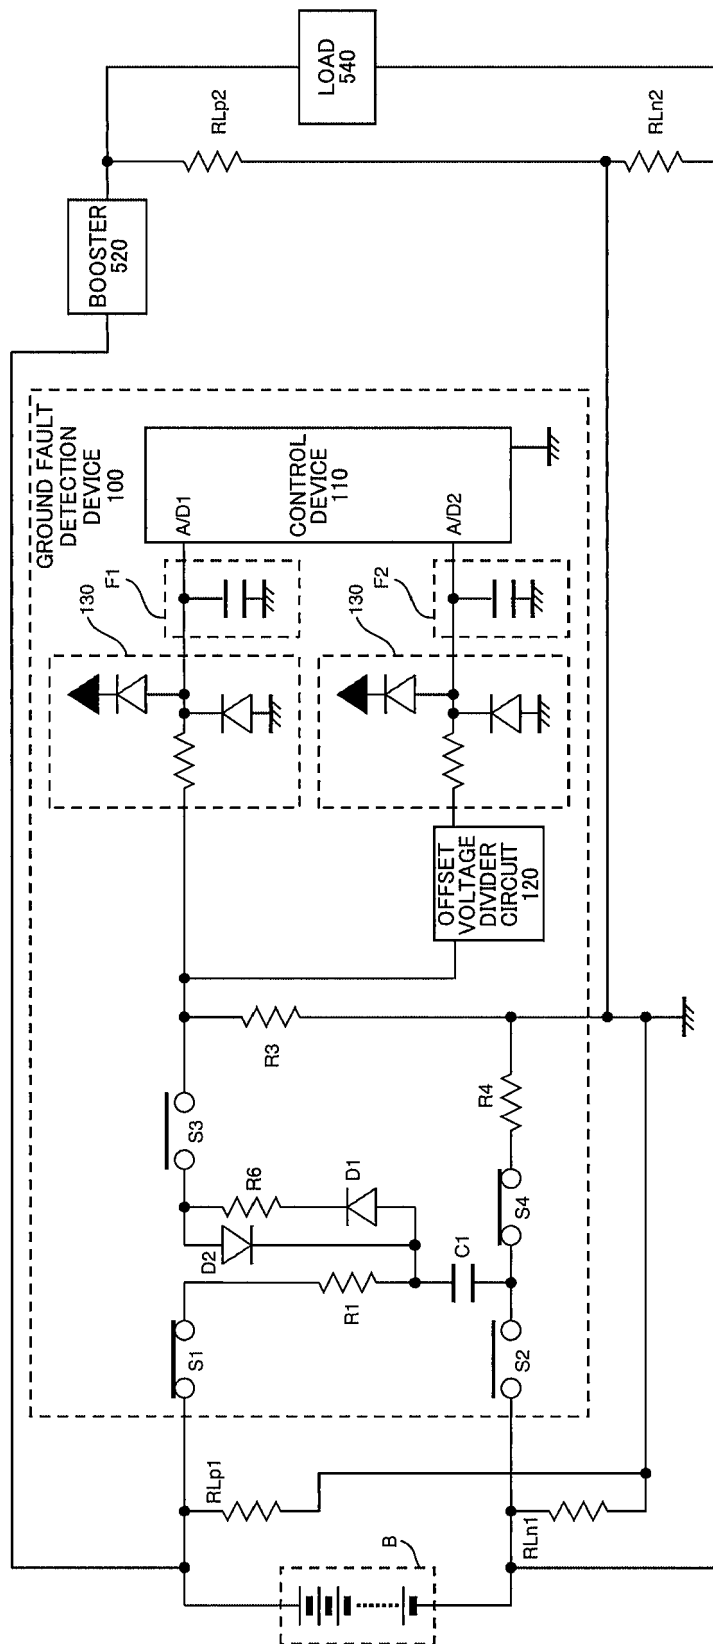 GROUND FAULT
DETECTION
DEVICE
100
BOOSTER
520
LOAD
540
RLp2
RLn2
CONTROL
DEVICE
110
A/D1
A/D2
F1
F2
130
130
OFFSET
VOLTAGE
DIVIDER
CIRCUIT
120
R3
R4
S3
S4
R6
D1
D2
C1
R1
S1
S2
RLp1
RLn1
B